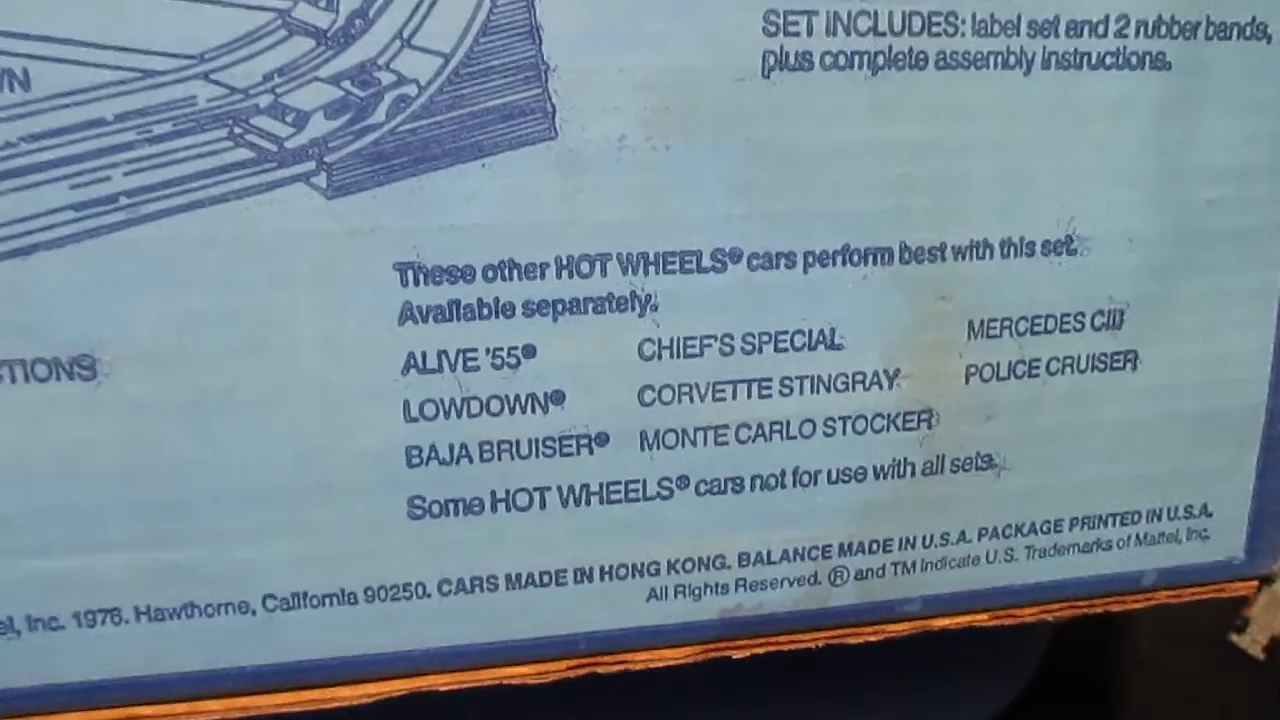 SET INCLUDES: label set and 2 rubber bands,
plus complete assembly instructions.
These other HOT WHEELS® cars perform best with this set.
Available separately.
ALIVE '55® CHIEF'S SPECIAL MERCEDES CIII
LOWDOWN® CORVETTE STINGRAY POLICE CRUISER
BAJA BRUISER® MONTE CARLO STOCKER
Some HOT WHEELS® cars not for use with all sets.
Inc. 1976. Hawthorne, California 90250. CARS MADE IN HONG KONG. BALANCE MADE IN U.S.A. PACKAGE PRINTED IN U.S.A.
All Rights Reserved. ® and TM Indicate U.S. Trademarks of Mattel, Inc.